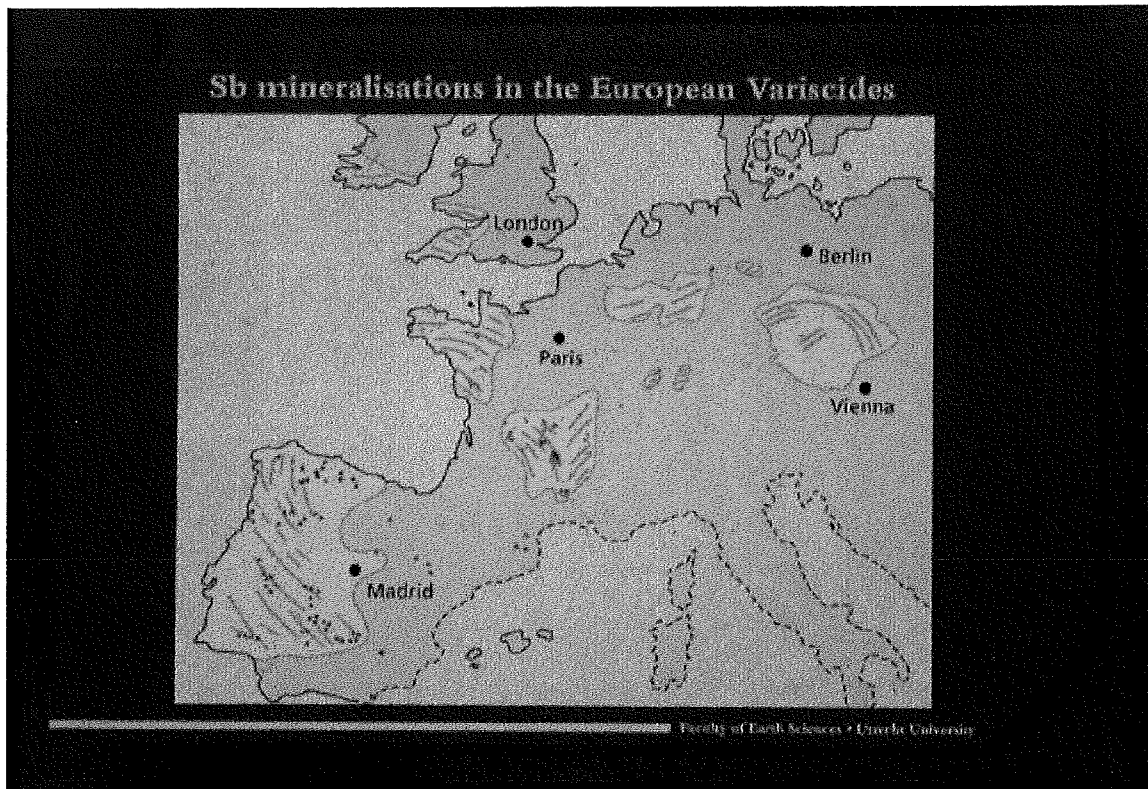 Sb mineralisations in the European Variscides
London
Berlin
Paris
Vienna
Madrid
Faculty of Earth Sciences • Utrecht University